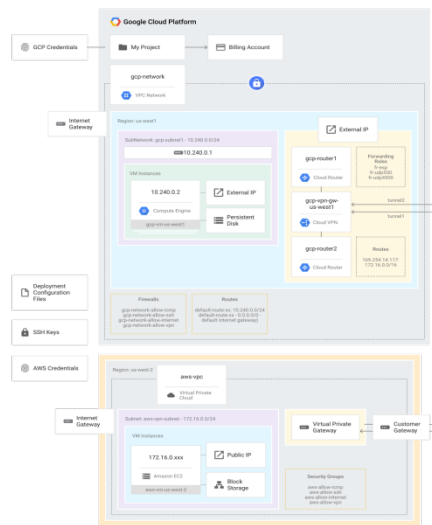 Google Cloud Platform
GCP Credentials
My Project
Billing Account
gcp-network
VPC Network
Internet
Gateway
Region: us-west1
External IP
SubNetwork: gcp-subnet1 - 10.240.0.0/24
10.240.0.1
VM Instances
10.240.0.2
Compute Engine
gcp-vm-us-west1
External IP
Persistent
Disk
gcp-router1
Cloud Router
gcp-vpn-gw-
us-west1
Cloud VPN
gcp-router2
Cloud Router
Forwarding
Rules
fr-esp
fr-udp500
fr-udp4500
tunnel2
tunnel1
Routes
169.254.14.117
172.16.0.0/16
Deployment
Configuration
Files
SSH Keys
AWS Credentials
Firewalls
gcp-network-allow-icmp
gcp-network-allow-ssh
gcp-network-allow-internet
gcp-network-allow-vpn
Routes
default-route-xx, 10.240.0.0/24
default-route-xx - 0.0.0.0/0 -
default internet gateway)
Region: us-west-2
aws-vpc
Virtual Private
Cloud
Internet
Gateway
Subnet: aws-vpn-subnet - 172.16.0.0/24
VM Instances
172.16.0.xxx
Amazon EC2
aws-vm-us-west-2
Public IP
Block
Storage
Virtual Private
Gateway
Customer
Gateway
Security Groups
aws-allow-icmp
aws-allow-ssh
aws-allow-internet
aws-allow-vpn